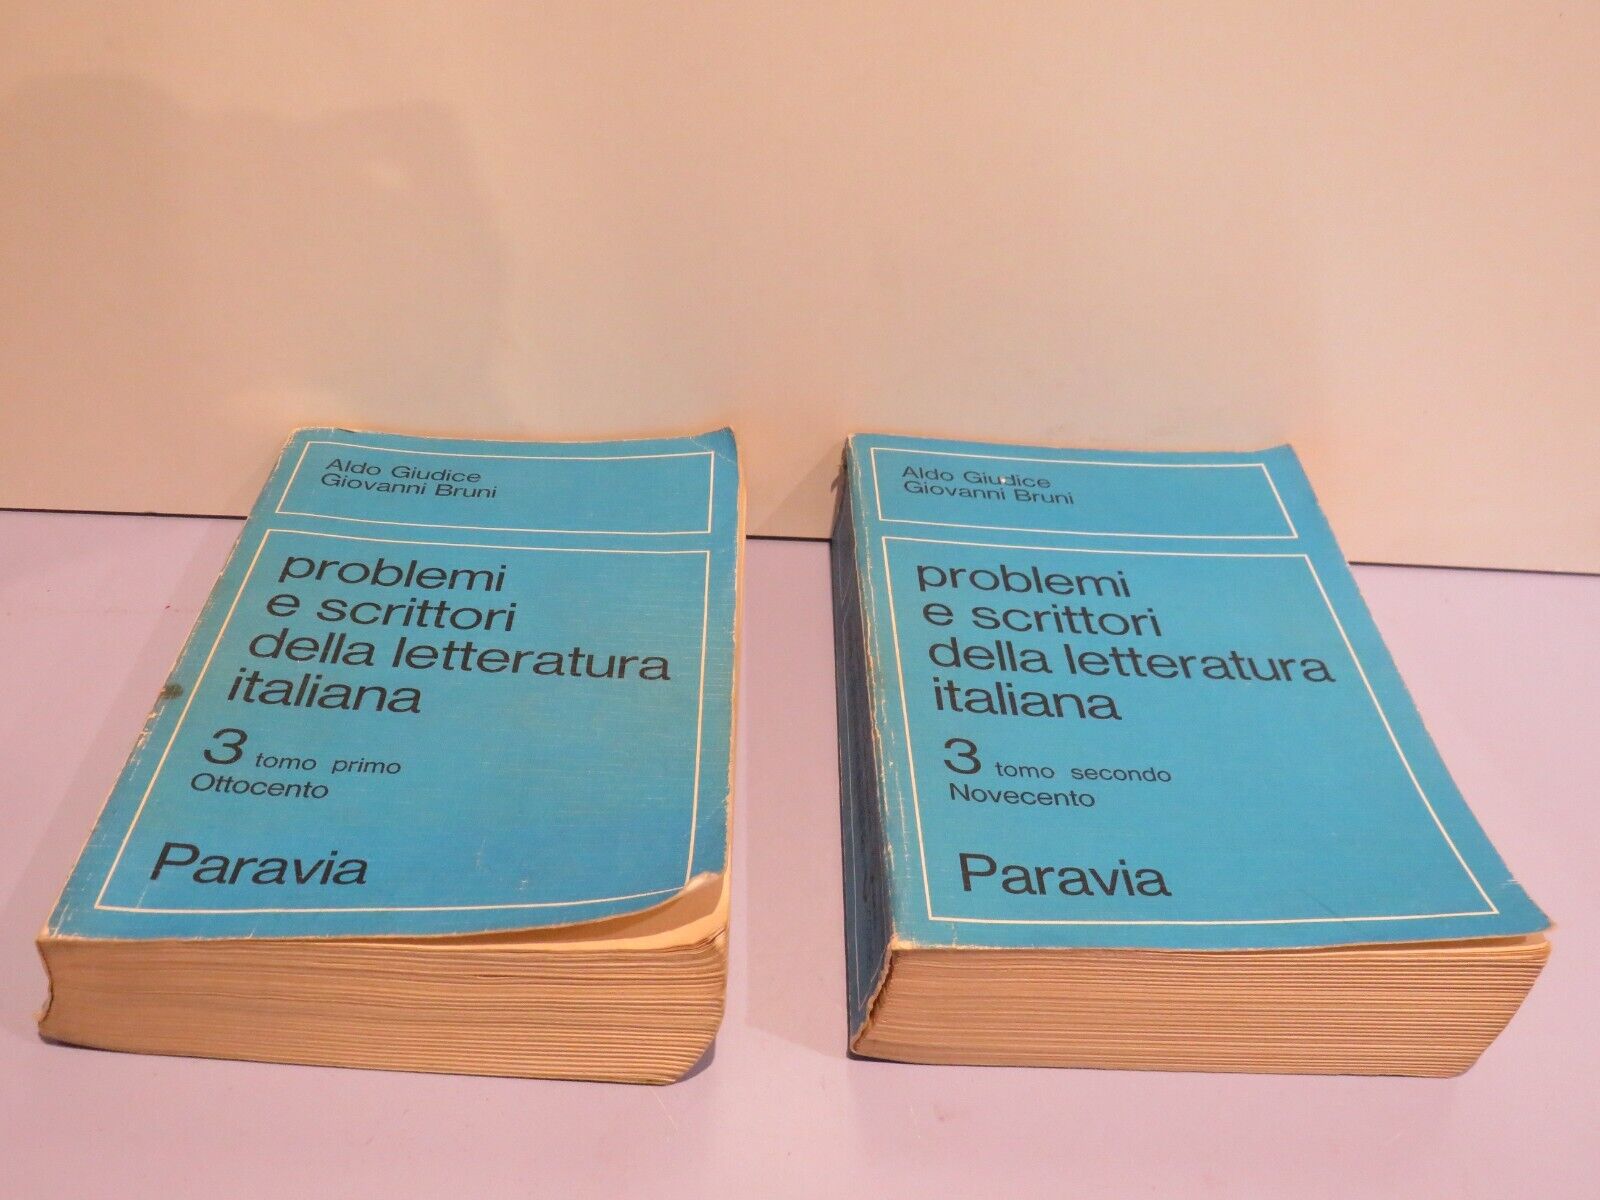 Aldo Giudice
Giovanni Bruni
problemi
e scrittori
della letteratura
italiana
3 tomo primo
Ottocento
Paravia
Aldo Giudice
Giovanni Bruni
problemi
e scrittori
della letteratura
italiana
3 tomo secondo
Novecento
Paravia